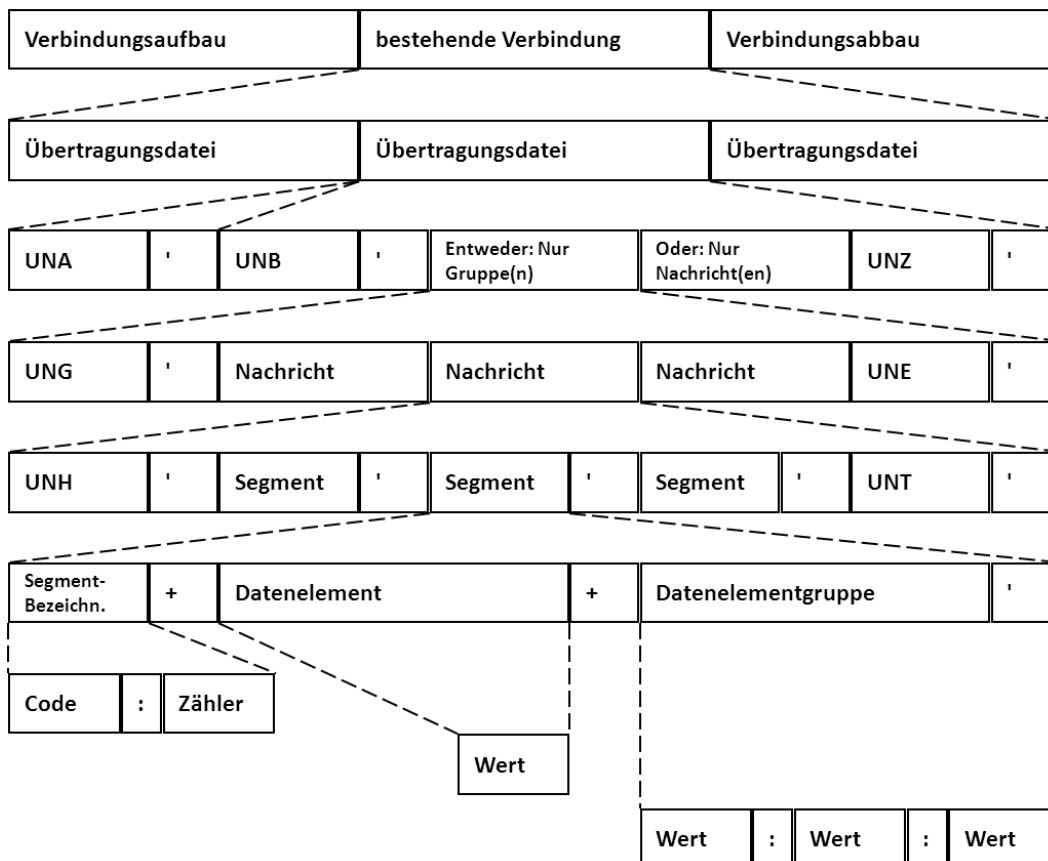 Verbindungsaufbau bestehende Verbindung Verbindungsabbau
Übertragungsdatei Übertragungsdatei Übertragungsdatei
UNA ' UNB ' Entweder: Nur Gruppe(n) Oder: Nur Nachricht(en) UNZ '
UNG ' Nachricht Nachricht Nachricht UNE '
UNH ' Segment ' Segment ' Segment ' UNT '
Segment-Bezeichn. + Datenelement + Datenelementgruppe '
Code : Zähler
Wert
Wert : Wert : Wert